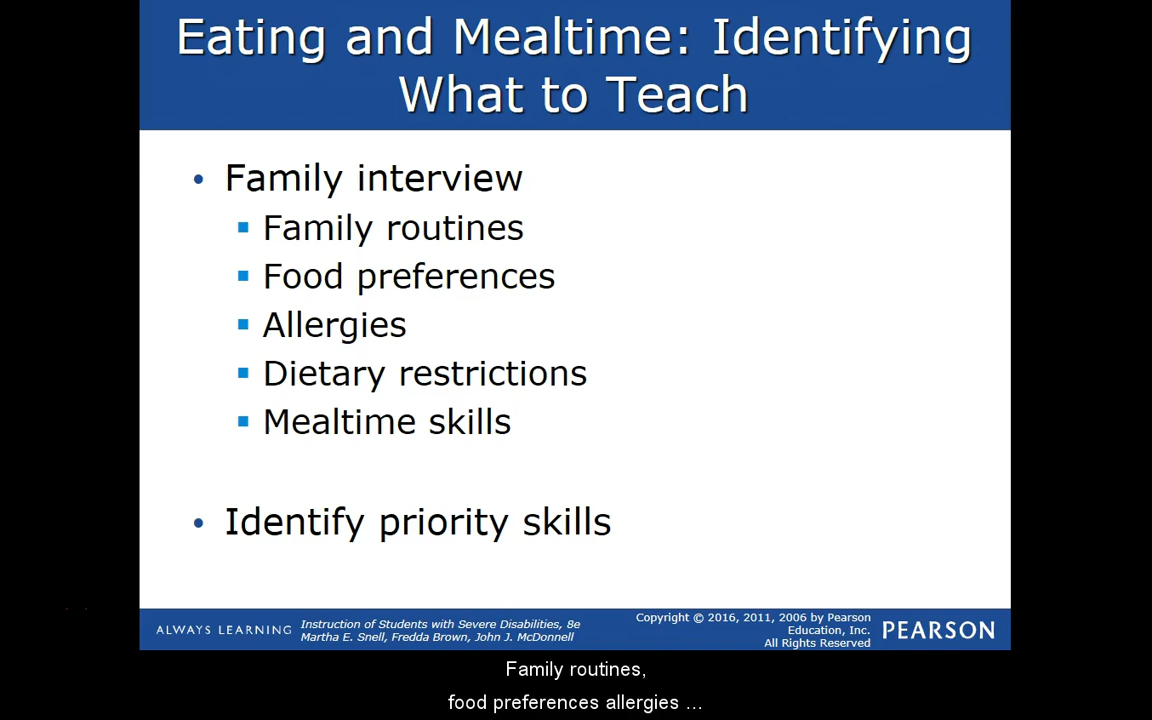 Eating and Mealtime: Identifying
What to Teach
• Family interview
▪ Family routines
▪ Food preferences
▪ Allergies
▪ Dietary restrictions
▪ Mealtime skills
• Identify priority skills
ALWAYS LEARNING
Instruction of Students with Severe Disabilities, 8e
Martha E. Snell, Fredda Brown, John J. McDonnell
Copyright © 2016, 2011, 2006 by Pearson
Education, Inc.
All Rights Reserved
PEARSON
Family routines,
food preferences allergies ...